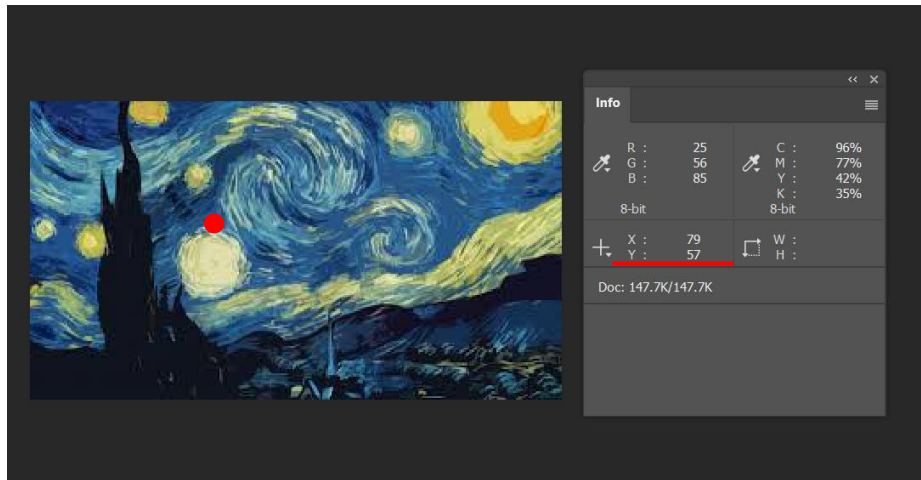 Info
R : 25
G : 56
B : 85
8-bit
C : 96%
M : 77%
Y : 42%
K : 35%
8-bit
X : 79
Y : 57
W :
H :
Doc: 147.7K/147.7K